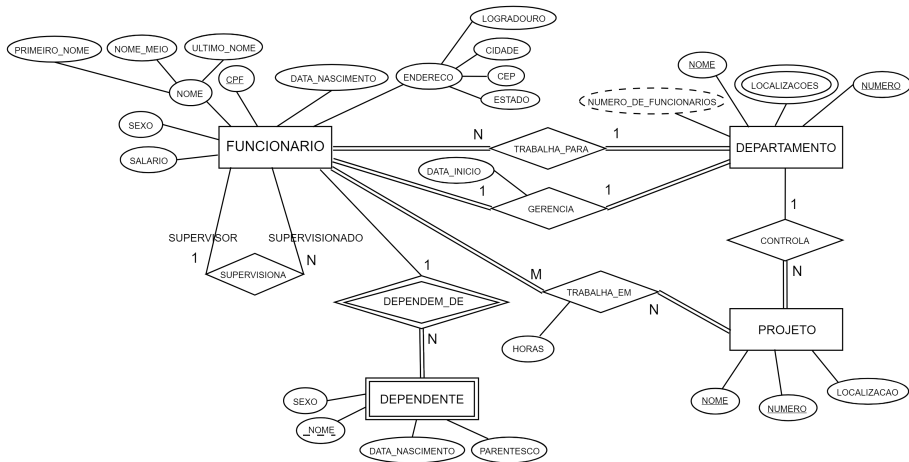 LOGRADOURO
PRIMEIRO_NOME
NOME_MEIO
ULTIMO_NOME
CIDADE
CPF
DATA_NASCIMENTO
ENDERECO
CEP
NOME
ESTADO
NOME
LOCALIZACOES
NUMERO
NUMERO_DE_FUNCIONARIOS
SEXO
SALARIO
FUNCIONARIO
N
TRABALHA_PARA
1
DEPARTAMENTO
DATA_INICIO
1
GERENCIA
1
1
SUPERVISOR
SUPERVISIONADO
1
SUPERVISIONA
N
CONTROLA
1
M
TRABALHA_EM
N
N
DEPENDEM_DE
HORAS
PROJETO
N
SEXO
DEPENDENTE
NOME
DATA_NASCIMENTO
PARENTESCO
NOME
NUMERO
LOCALIZACAO